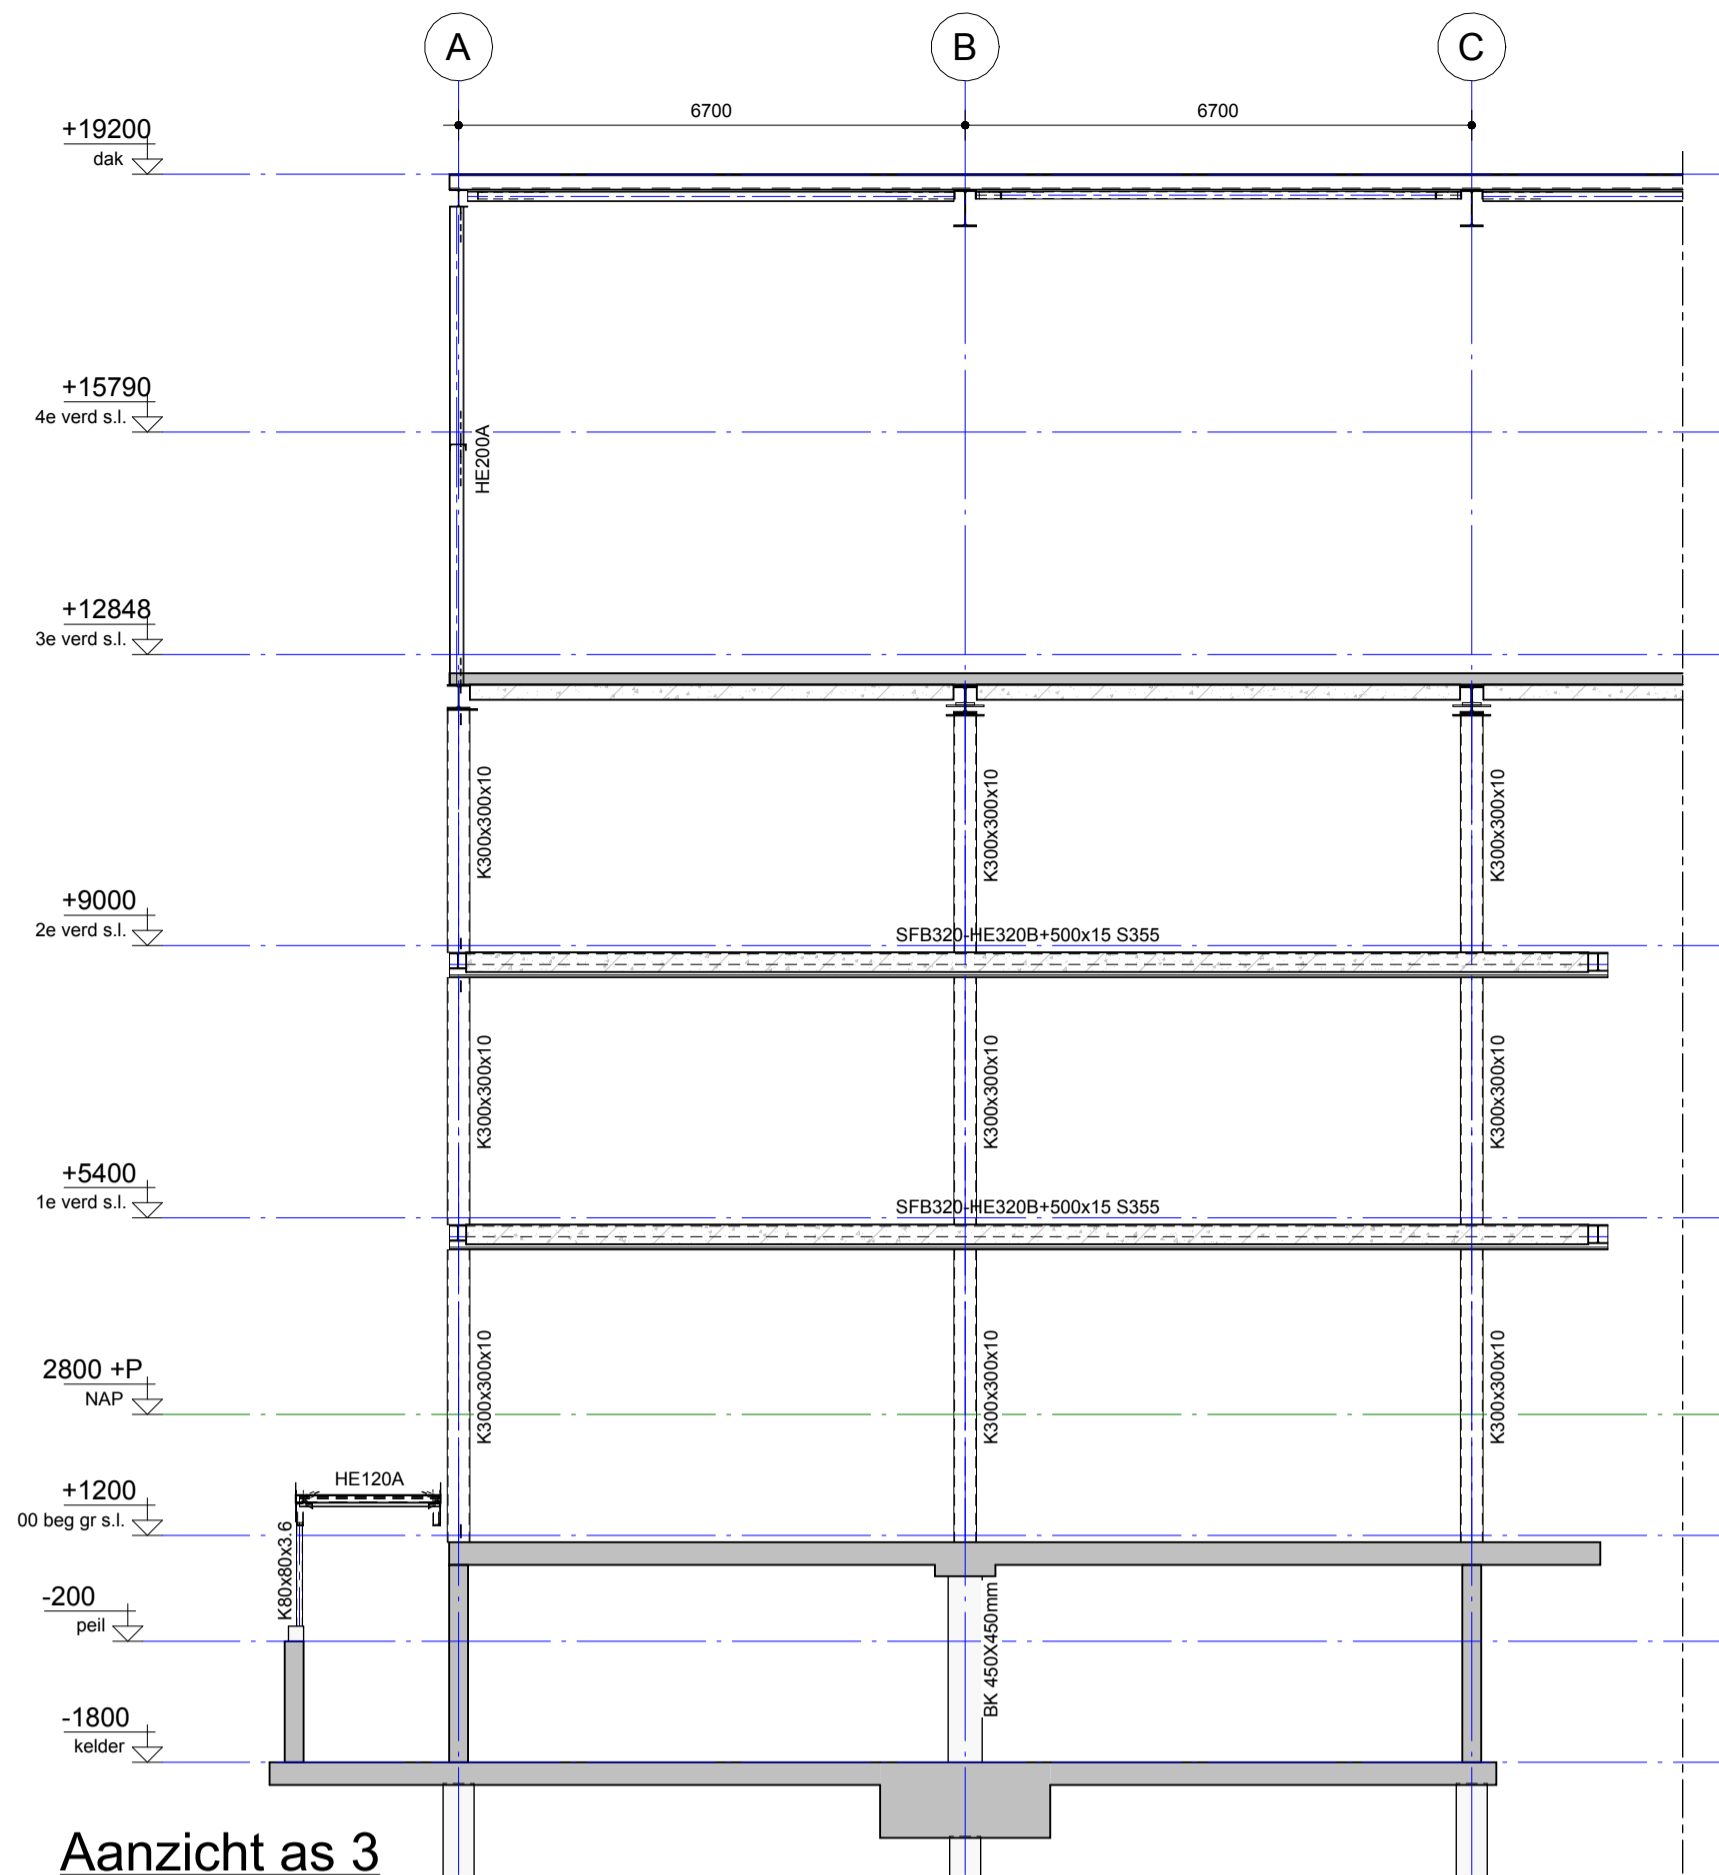 A
B
C
6700
6700
+19200
dak
+15790
4e verd s.l.
HE200A
+12848
3e verd s.l.
K300x300x10
K300x300x10
K300x300x10
+9000
2e verd s.l.
SFB320-HE320B+500x15 S355
K300x300x10
K300x300x10
K300x300x10
+5400
1e verd s.l.
SFB320-HE320B+500x15 S355
K300x300x10
K300x300x10
K300x300x10
2800 +P
NAP
HE120A
+1200
00 beg gr s.l.
K80x80x3.6
-200
peil
BK 450X450mm
-1800
kelder
Aanzicht as 3